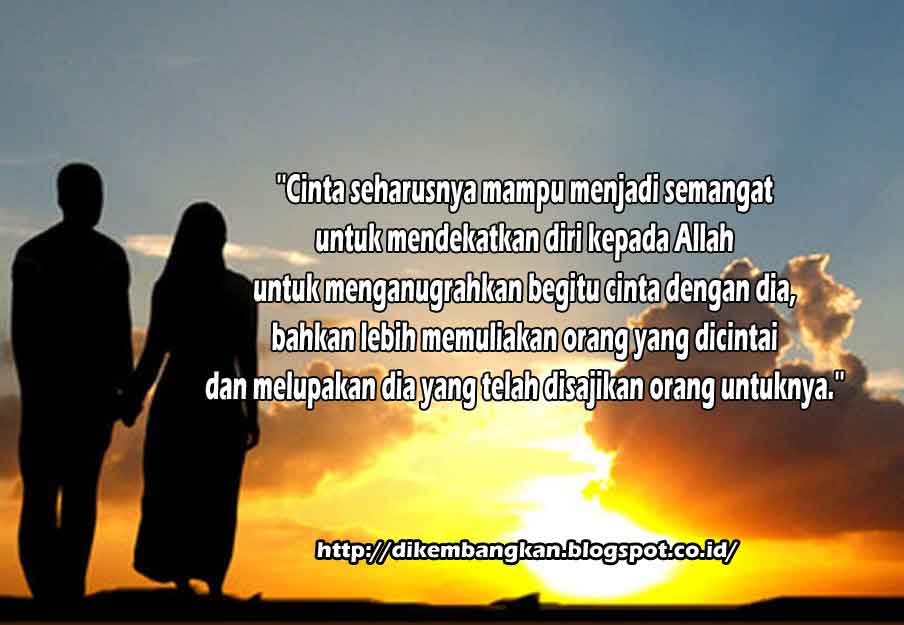 "Cinta seharusnya mampu menjadi semangat
untuk mendekatkan diri kepada Allah
untuk menganugrahkan begitu cinta dengan dia,
bahkan lebih memuliakan orang yang dicintai
dan melupakan dia yang telah disajikan orang untuknya."
http://dikembangkan.blogspot.co.id/